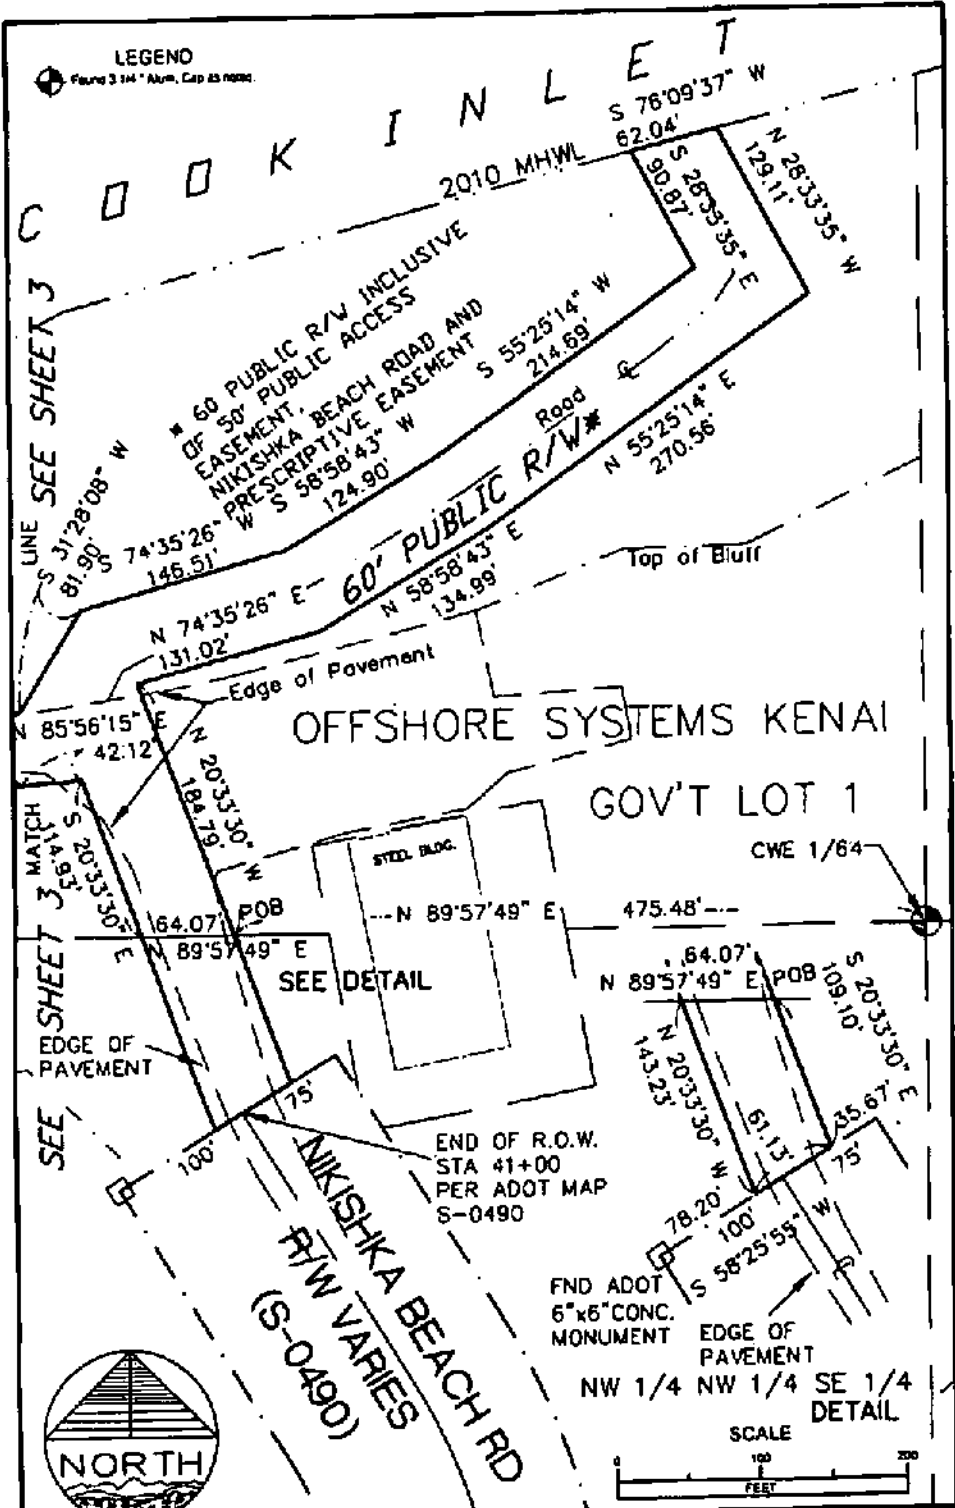 LEGEND
Found 3 1/4" Alum. Cap as noted.
COOK INLET
S 76°09'37" W
62.04'
2010 MHWL
S 28°33'35" E
90.87'
N 28°33'35" W
129.11'
SEE SHEET 3
LINE
* 60 PUBLIC R/W INCLUSIVE
OF 50' PUBLIC ACCESS
EASEMENT,
NIKISHKA BEACH ROAD AND
PRESCRIPTIVE EASEMENT
S 55°25'14" W
214.69'
S 58°58'43" W
124.90'
S 31°28'08" W
81.90'
S 74°35'26" W
146.51'
Road
60' PUBLIC R/W*
N 55°25'14" E
270.56'
N 58°58'43" E
134.99'
N 74°35'26" E
131.02'
Top of Bluff
Edge of Pavement
N 85°56'15" E
42.12'
OFFSHORE SYSTEMS KENAI
GOV'T LOT 1
N 20°33'30" W
184.79'
STEEL BLDG.
CWE 1/64
MATCH
SEE SHEET 3
S 20°33'30" E
114.93'
64.07'
POB
N 89°57'49" E
N 89°57'49" E
475.48'
SEE DETAIL
64.07'
N 89°57'49" E
POB
S 20°33'30" E
109.10'
EDGE OF
PAVEMENT
N 20°33'30" W
143.23'
61.13'
35.67'
75'
75'
100'
END OF R.O.W.
STA 41+00
PER ADOT MAP
S-0490
78.20'
100'
S 58°25'55" W
NIKISHKA BEACH RD
R/W VARIES
(S-0490)
FND ADOT
6"x6"CONC.
MONUMENT
EDGE OF
PAVEMENT
NW 1/4 NW 1/4 SE 1/4
DETAIL
SCALE
0 100 200
FEET
NORTH